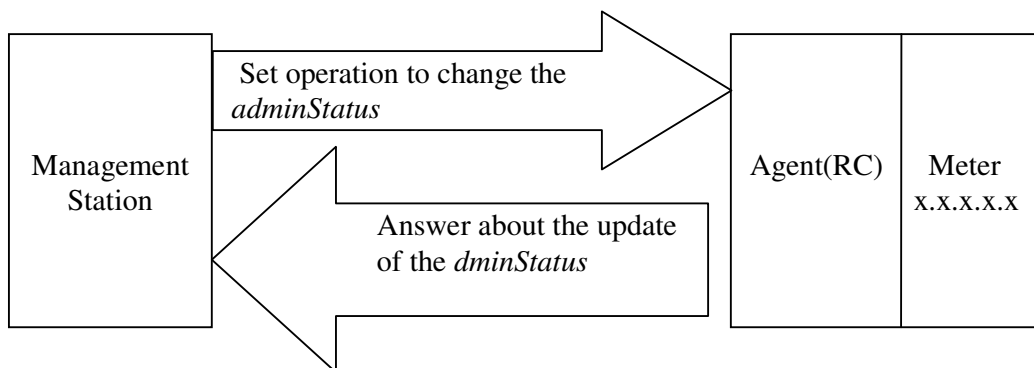 Set operation to change the
adminStatus
Management
Station
Agent(RC)
Meter
x.x.x.x.x
Answer about the update
of the dminStatus